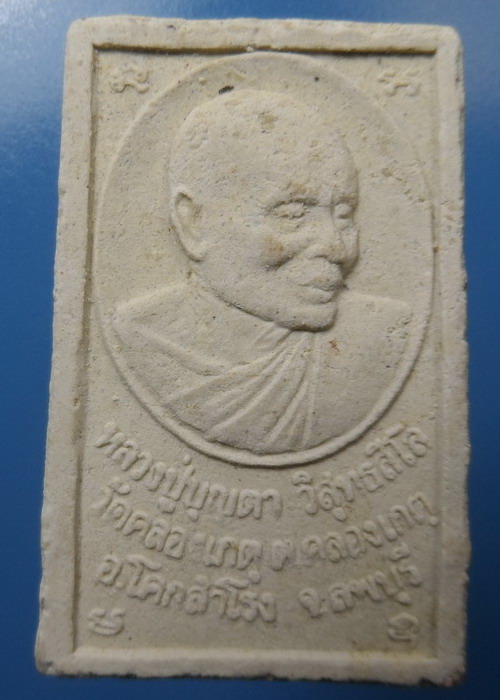 หลวงปู่บุญตา วิสุทธสีโล
วัดคลองเกตุ ต.คลองเกตุ
อ.โคกสำโรง จ.ลพบุรี